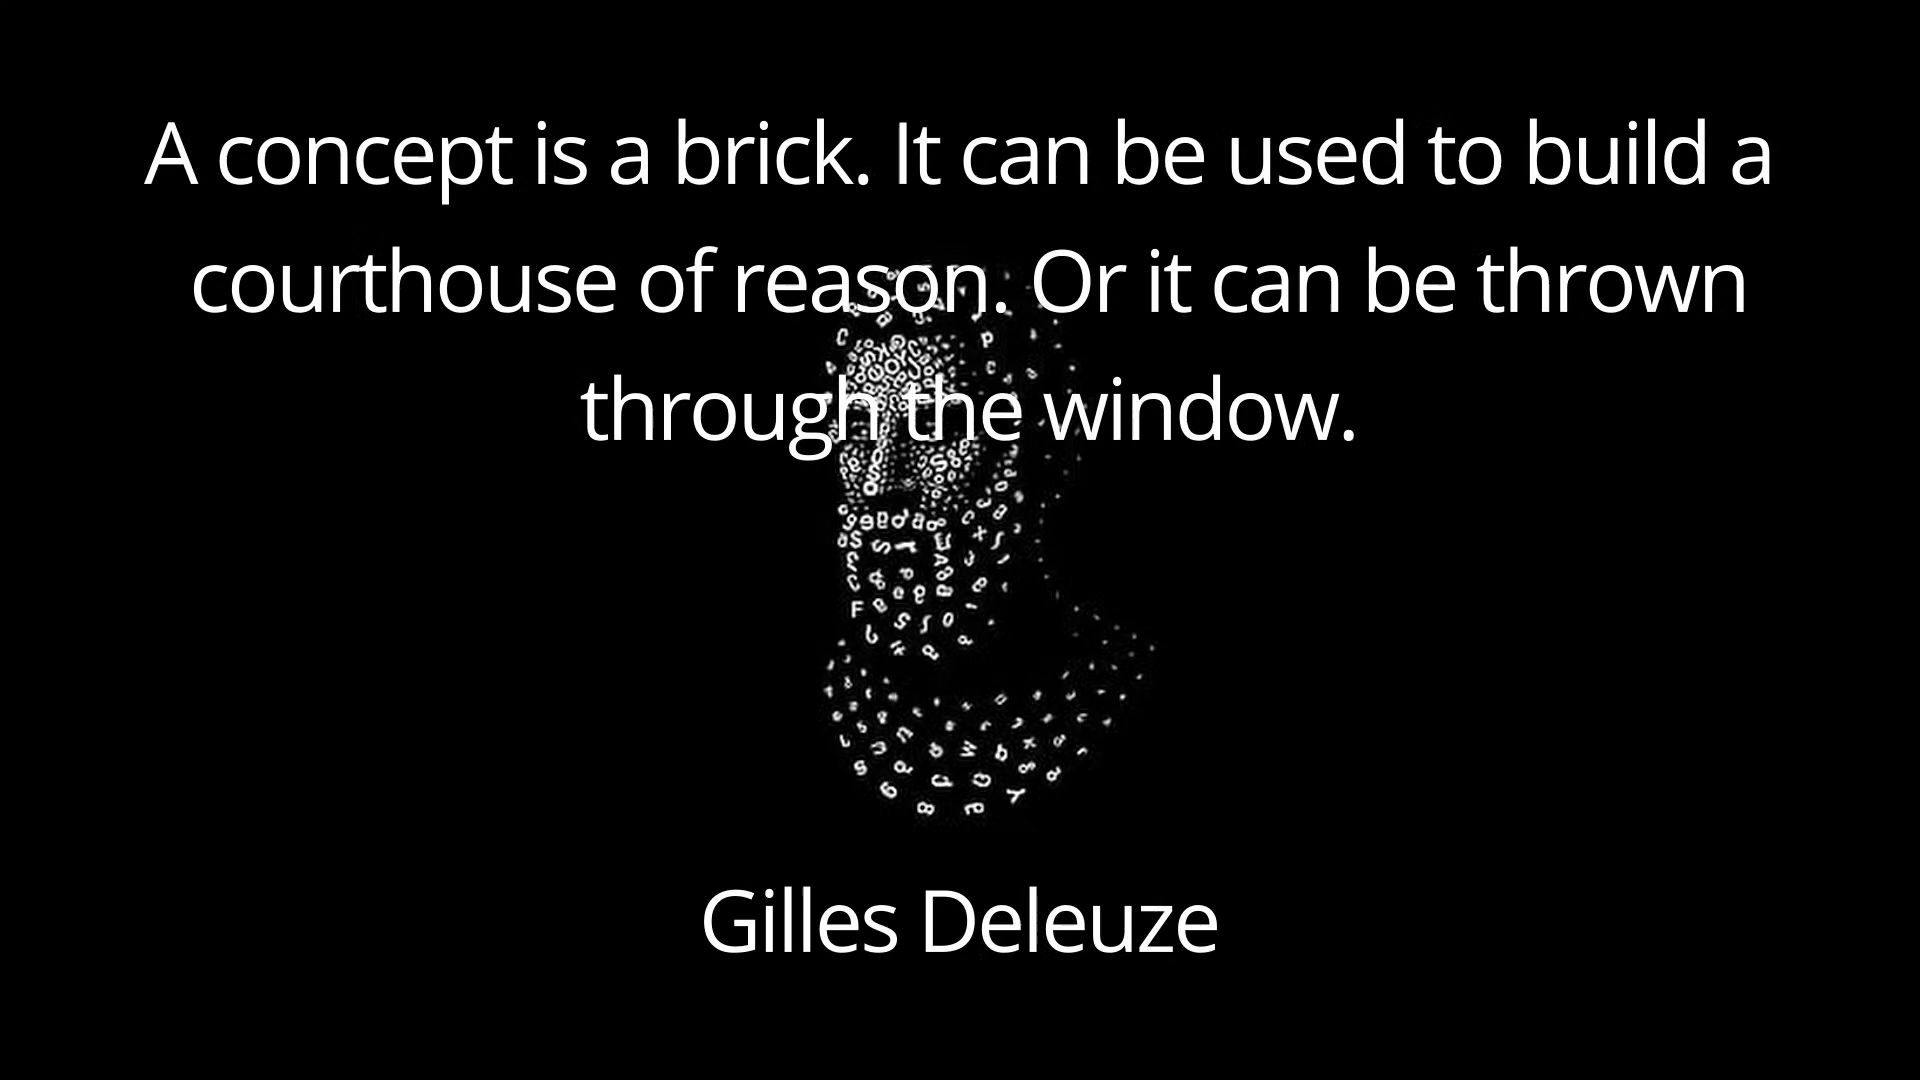 A concept is a brick. It can be used to build a
courthouse of reason. Or it can be thrown
through the window.
Gilles Deleuze